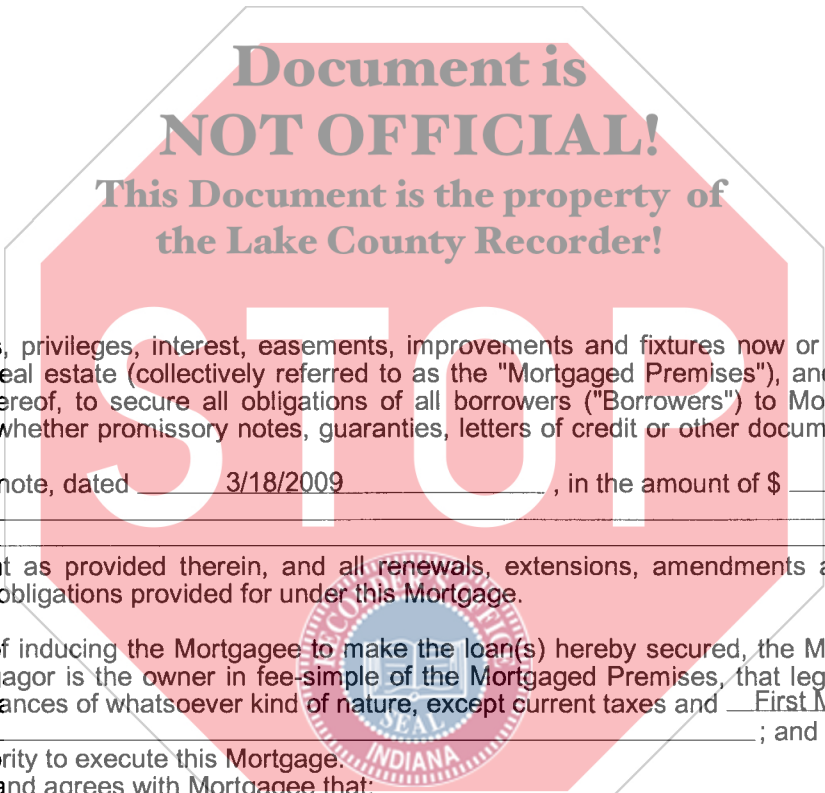 Document is
NOT OFFICIAL!
This Document is the property of
the Lake County Recorder!
STOP
, privileges, interest, easements, improvements and fixtures now or
eal estate (collectively referred to as the "Mortgaged Premises"), and
ereof, to secure all obligations of all borrowers ("Borrowers") to Mo
whether promissory notes, guaranties, letters of credit or other docum
note, dated 3/18/2009 , in the amount of $
t as provided therein, and all renewals, extensions, amendments a
obligations provided for under this Mortgage.
f inducing the Mortgagee to make the loan(s) hereby secured, the M
gagor is the owner in fee-simple of the Mortgaged Premises, that leg
ances of whatsoever kind of nature, except current taxes and First M
; and
rity to execute this Mortgage.
and agrees with Mortgagee that:
RECORDER'S OFFICE
SEAL
INDIANA